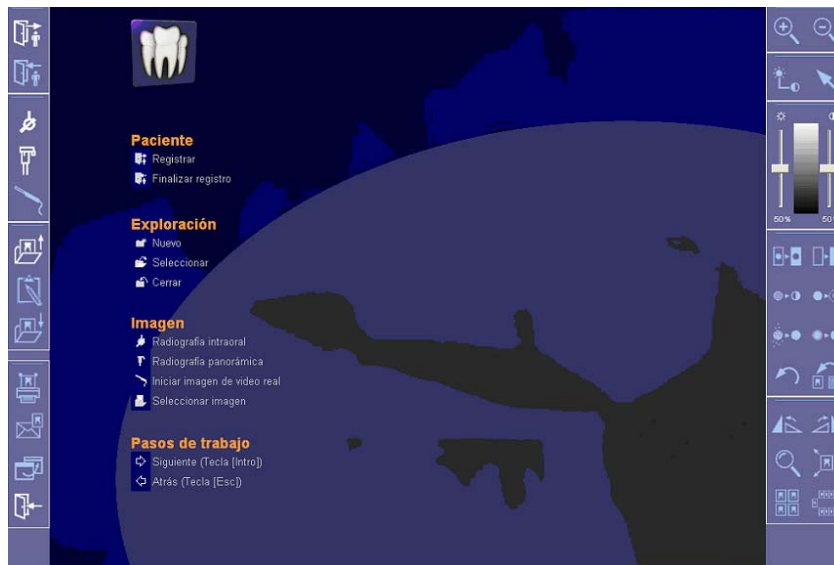 Paciente
Registrar
Finalizar registro
Exploración
Nuevo
Seleccionar
Cerrar
Imagen
Radiografía intraoral
Radiografía panorámica
Iniciar imagen de video real
Seleccionar imagen
Pasos de trabajo
Siguiente (Tecla [Intro])
Atrás (Tecla [Esc])
50% 50%